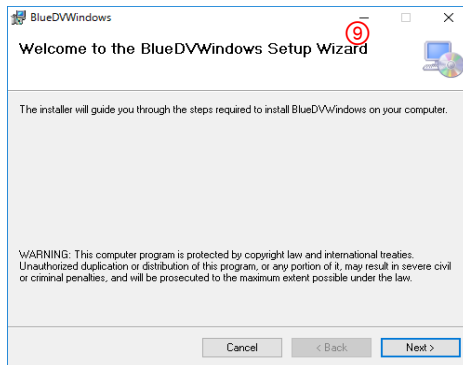 BlueDVWindows
⑨
Welcome to the BlueDVWindows Setup Wizard
The installer will guide you through the steps required to install BlueDVWindows on your computer.
WARNING: This computer program is protected by copyright law and international treaties.
Unauthorized duplication or distribution of this program, or any portion of it, may result in severe civil
or criminal penalties, and will be prosecuted to the maximum extent possible under the law.
Cancel
< Back
Next >